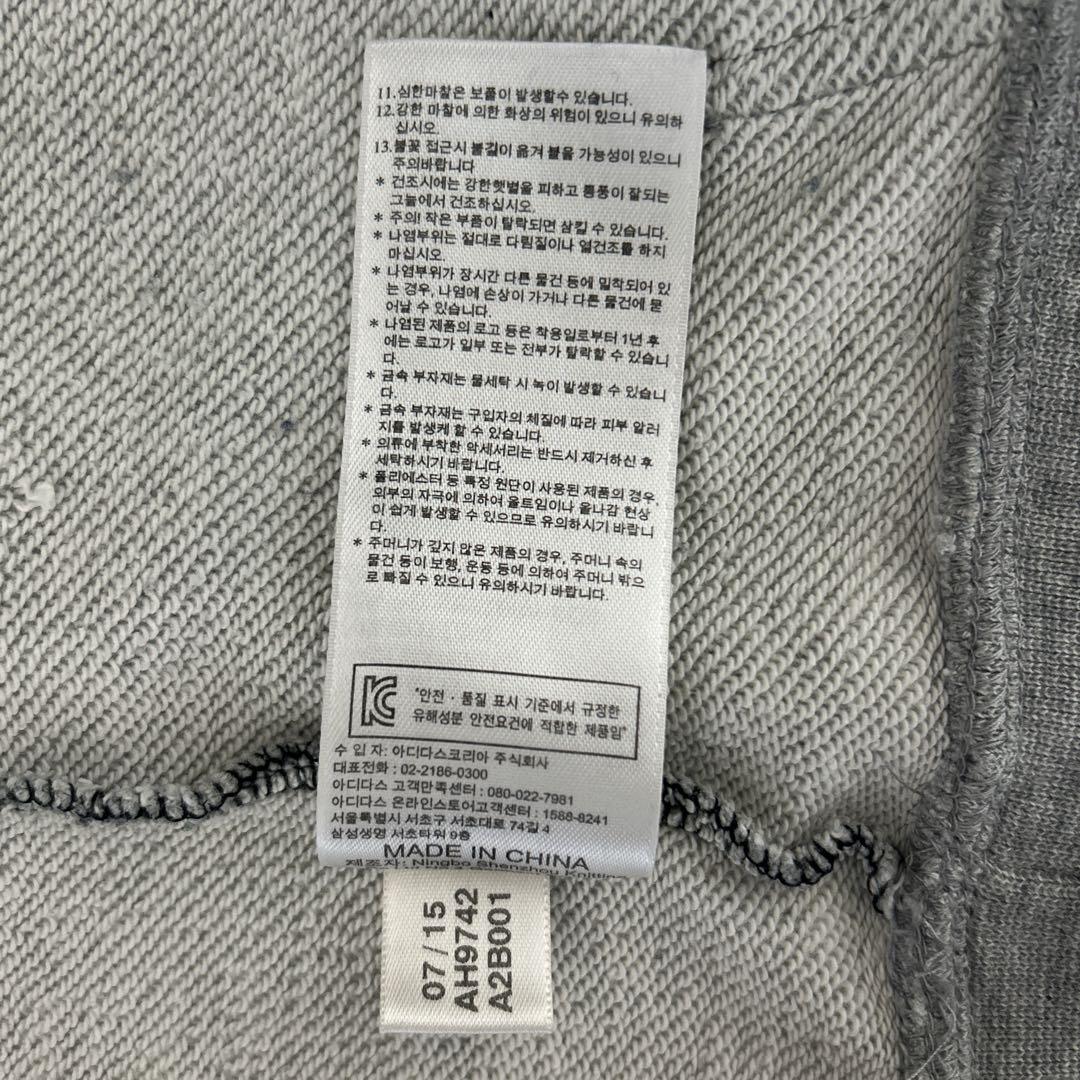 11.심한마찰은 보풀이 발생할수 있습니다.
12.강한 마찰에 의한 화상의 위험이 있으니 유의하
십시오.
13.불꽃 접근시 불길이 옮겨 붙을 가능성이 있으니
주의바랍니다
* 건조시에는 강한햇볕을 피하고 통풍이 잘되는
그늘에서 건조하십시오.
* 주의! 작은 부품이 탈락되면 삼킬 수 있습니다.
* 나염부위는 절대로 다림질이나 열건조를 하지
마십시오.
* 나염부위가 장시간 다른 물건 등에 밀착되어 있
는 경우, 나염에 손상이 가거나 다른 물건에 묻
어날 수 있습니다.
* 나염된 제품의 로고 등은 착용일로부터 1년 후
에는 로고가 일부 또는 전부가 탈락할 수 있습니
다.
* 금속 부자재는 물세탁 시 녹이 발생할 수 있습니
다.
* 금속 부자재는 구입자의 체질에 따라 피부 알러
지를 발생케 할 수 있습니다.
* 의류에 부착한 악세서리는 반드시 제거하신 후
세탁하시기 바랍니다.
* 폴리에스터 등 특정 원단이 사용된 제품의 경우,
외부의 자극에 의하여 올트임이나 올나감 현상
이 쉽게 발생할 수 있으므로 유의하시기 바랍니
다.
* 주머니가 깊지 않은 제품의 경우, 주머니 속의
물건 등이 보행, 운동 등에 의하여 주머니 밖으
로 빠질 수 있으니 유의하시기 바랍니다.
KC
"안전 · 품질 표시 기준에서 규정한
유해성분 안전요건에 적합한 제품임"
수 입 자: 아디다스코리아 주식회사
대표전화 : 02-2186-0300
아디다스 고객만족센터 : 080-022-7981
아디다스 온라인스토어고객센터 : 1588-8241
서울특별시 서초구 서초대로 74길 4
삼성생명 서초타워 9층
MADE IN CHINA
제조자: Ningbo Shenzhou Knitting
07/15
AH9742
A2B001